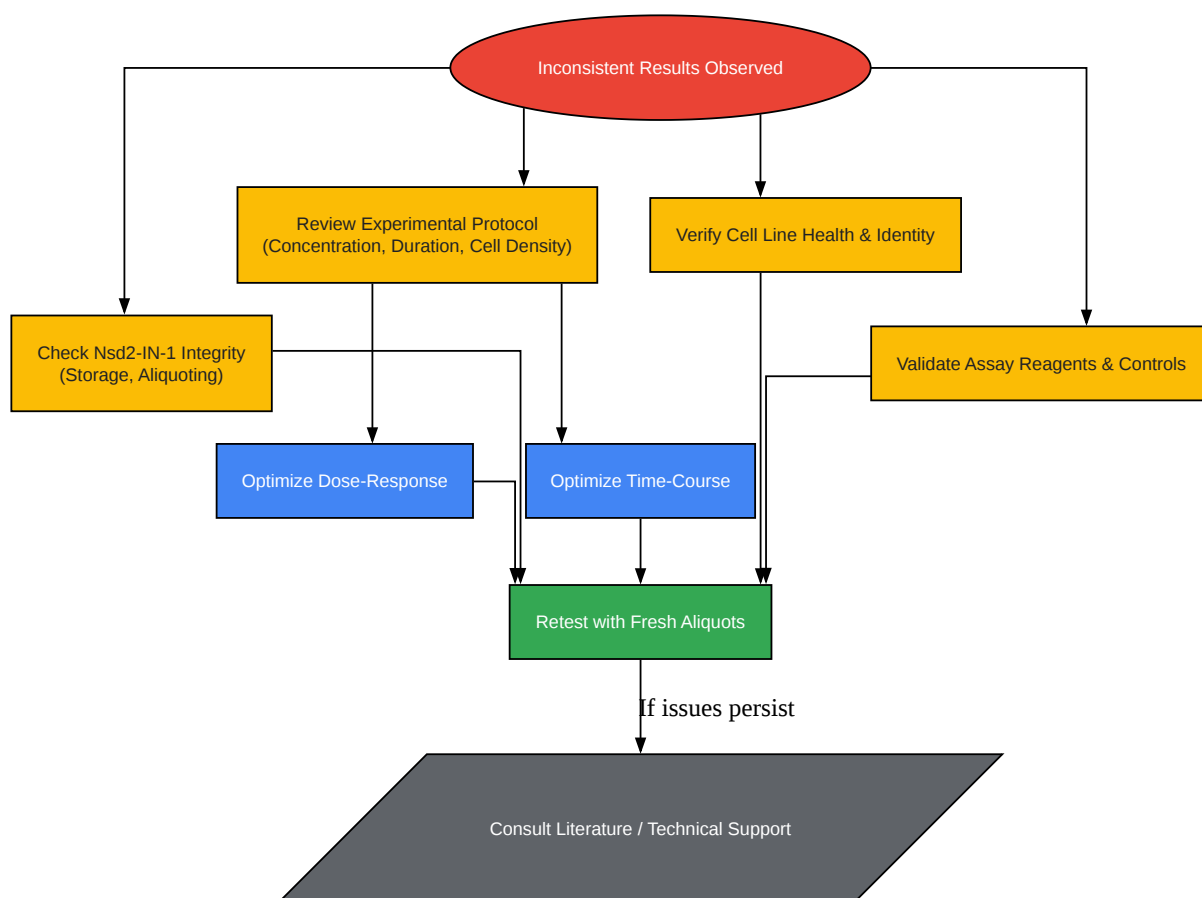 Inconsistent Results Observed
Review Experimental Protocol
(Concentration, Duration, Cell Density)
Verify Cell Line Health & Identity
Check Nsd2-IN-1 Integrity
(Storage, Aliquoting)
Validate Assay Reagents & Controls
Optimize Dose-Response
Optimize Time-Course
Retest with Fresh Aliquots
If issues persist
Consult Literature / Technical Support